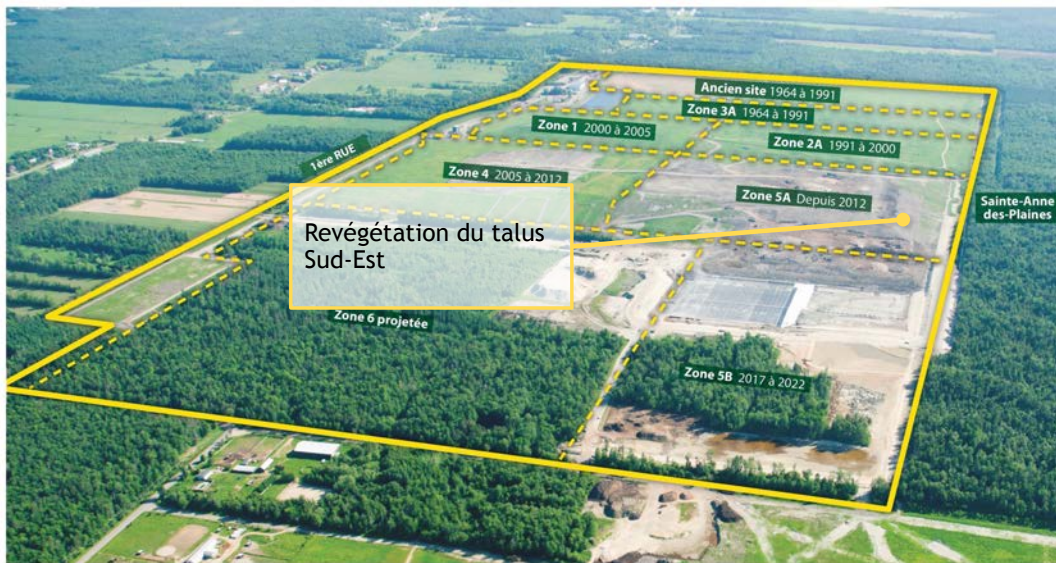 Ancien site 1964 à 1991
Zone 3A 1964 à 1991
Zone 1 2000 à 2005
Zone 2A 1991 à 2000
1ère RUE
Zone 4 2005 à 2012
Zone 5A Depuis 2012
Sainte-Anne
des-Plaines
Revégétation du talus
Sud-Est
Zone 6 projetée
Zone 5B 2017 à 2022